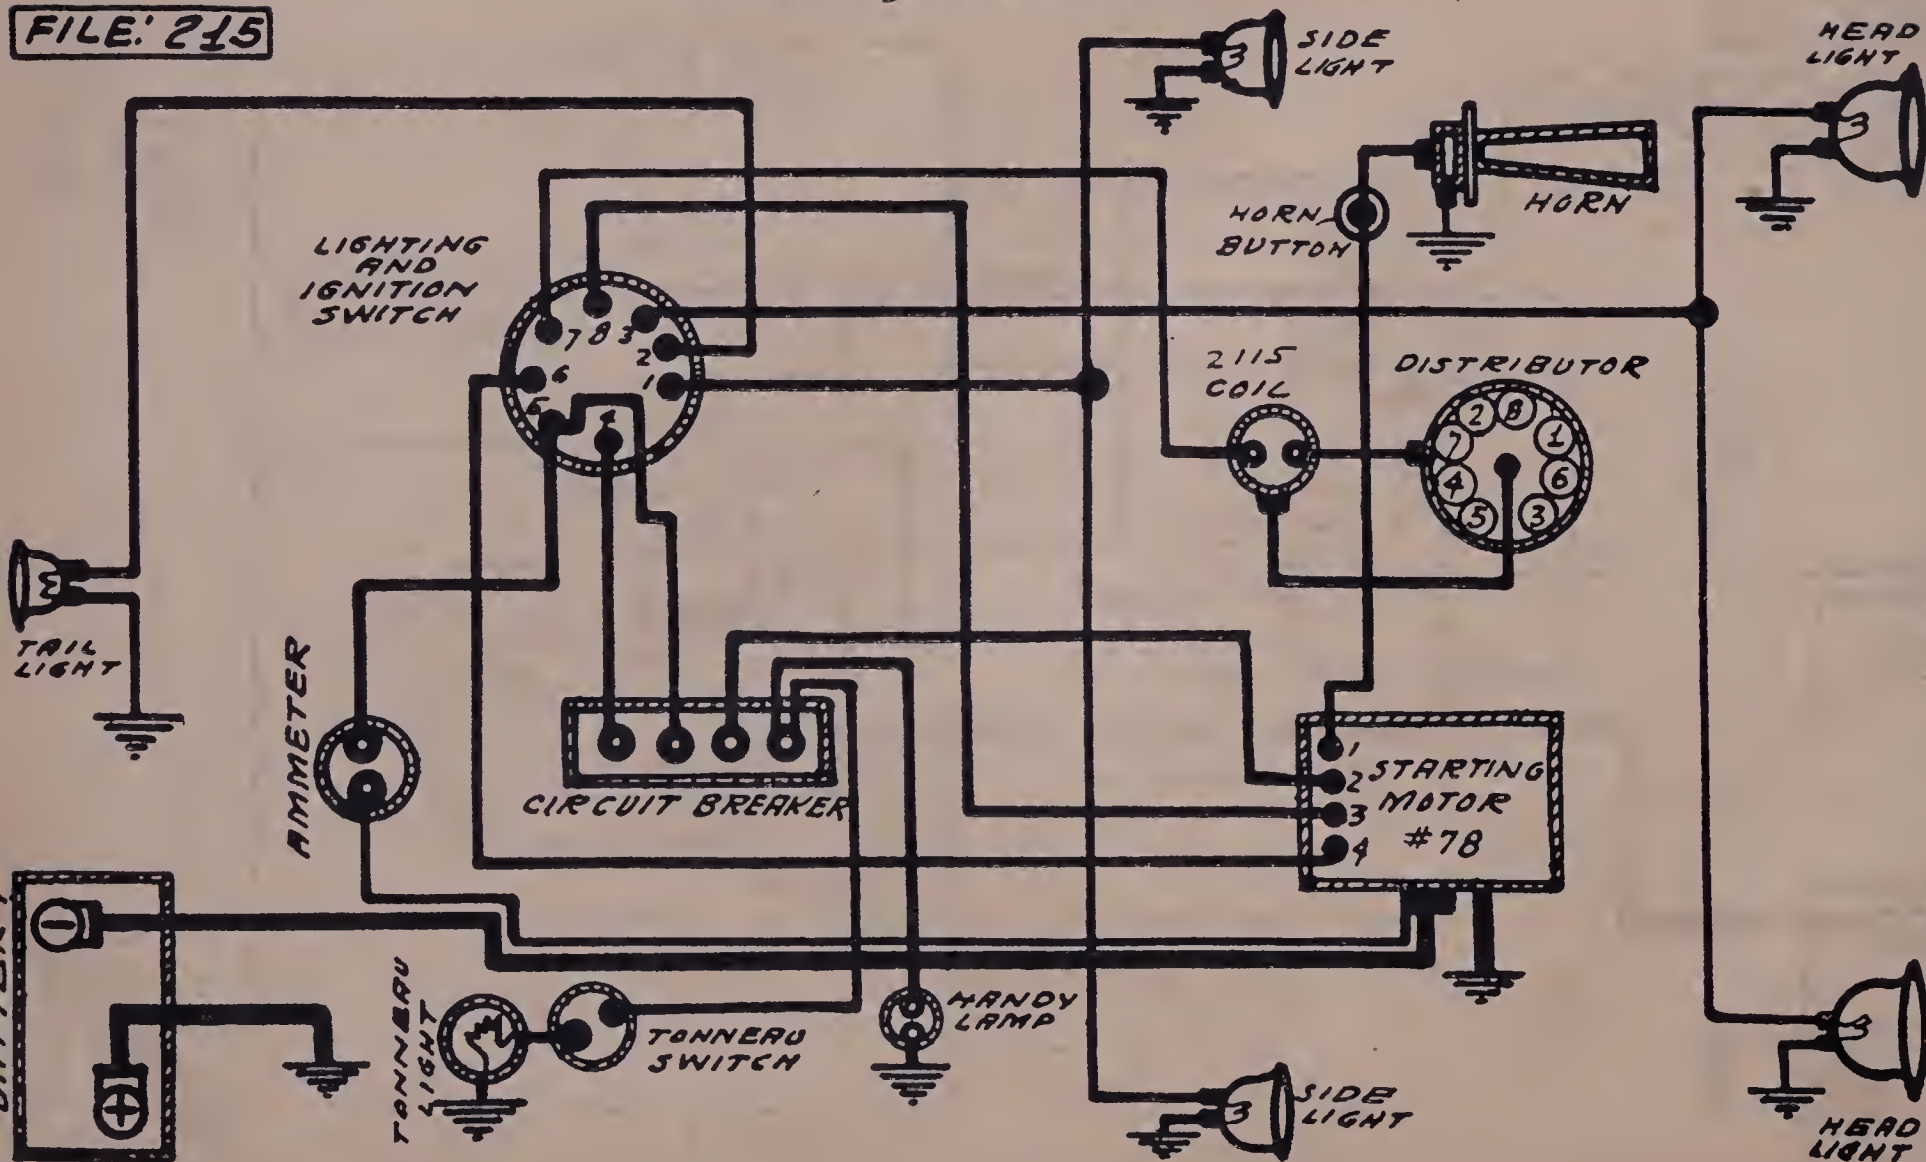 FILE: 215
SIDE
LIGHT
HEAD
LIGHT
HORN
HORN
BUTTON
LIGHTING
AND
IGNITION
SWITCH
7 8 3
2
6
1
5
4
2115
COIL
DISTRIBUTOR
2 8
7 1
4 6
5 3
TAIL
LIGHT
AMMETER
CIRCUIT BREAKER
1
2 STARTING
MOTOR
3
#78
4
TONNEAU
LIGHT
TONNEAU
SWITCH
HANDY
LAMP
SIDE
LIGHT
HEAD
LIGHT